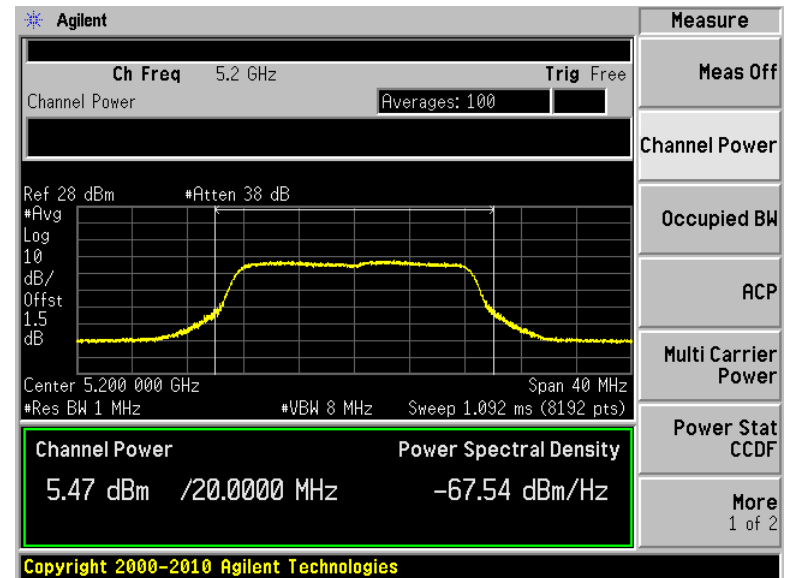 Agilent
Measure
Ch Freq 5.2 GHz Trig Free
Channel Power Averages: 100
Meas Off
Channel Power
Occupied BW
ACP
Multi Carrier
Power
Power Stat
CCDF
More
1 of 2
Ref 28 dBm #Atten 38 dB
#Avg
Log
10
dB/
Offst
1.5
dB
Center 5.200 000 GHz Span 40 MHz
#Res BW 1 MHz #VBW 8 MHz Sweep 1.092 ms (8192 pts)
Channel Power Power Spectral Density
5.47 dBm /20.0000 MHz -67.54 dBm/Hz
Copyright 2000-2010 Agilent Technologies